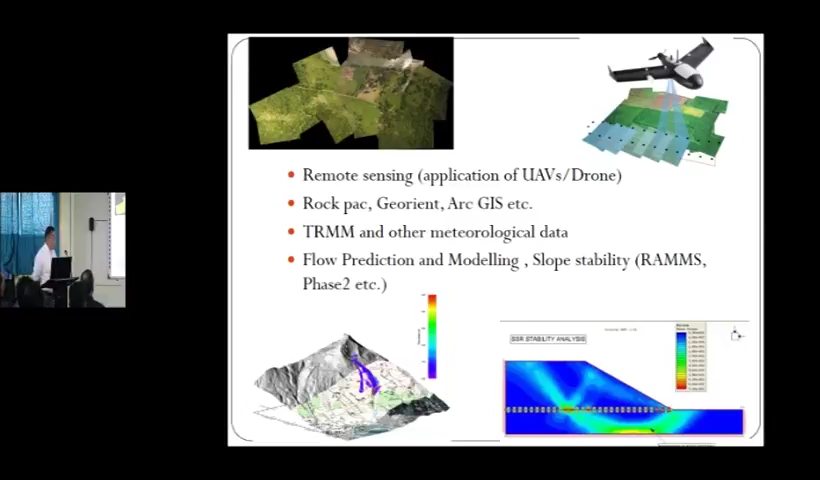 Remote sensing (application of UAVs/Drone)
Rock pac, Georient, Arc GIS etc.
TRMM and other meteorological data
Flow Prediction and Modelling , Slope stability (RAMMS,
Phase2 etc.)
SSR STABILITY ANALYSIS